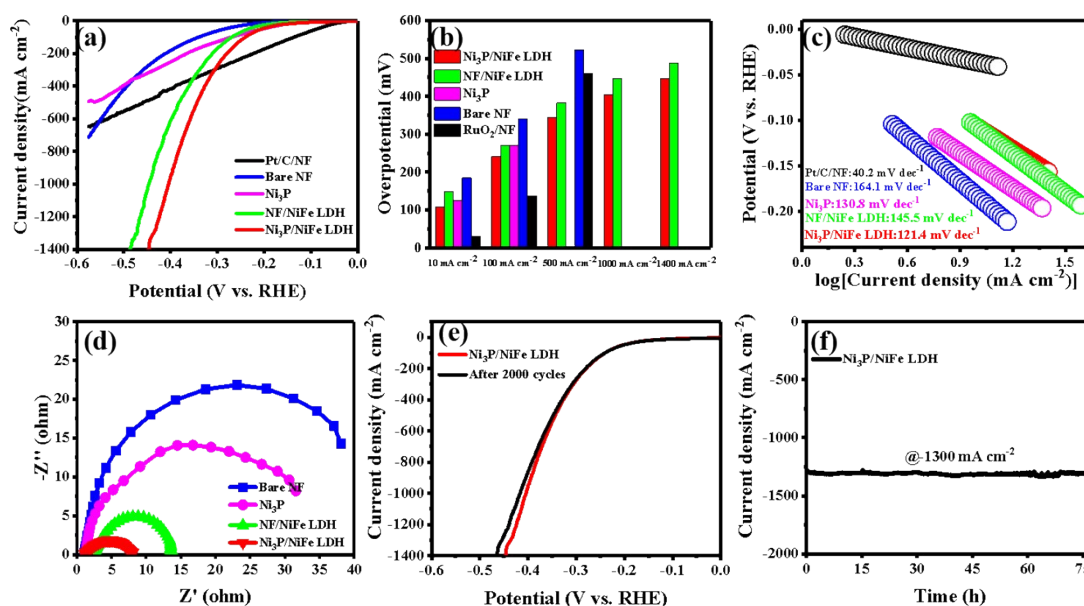 (a)
0
-200
-400
-600
-800
-1000
-1200
-1400
Current density(mA cm⁻²)
Pt/C/NF
Bare NF
Ni₃P
NF/NiFe LDH
Ni₃P/NiFe LDH
-0.6 -0.5 -0.4 -0.3 -0.2 -0.1 0.0
Potential (V vs. RHE)
(b)
600
500
400
300
200
100
0
Overpotential (mV)
Ni₃P/NiFe LDH
NF/NiFe LDH
Ni₃P
Bare NF
RuO₂/NF
10 mA cm⁻² 100 mA cm⁻² 500 mA cm⁻² 1000 mA cm⁻² 1400 mA cm⁻²
(c)
0.00
-0.05
-0.10
-0.15
-0.20
Potential (V vs. RHE)
Pt/C/NF:40.2 mV dec⁻¹
Bare NF:164.1 mV dec⁻¹
Ni₃P:130.8 mV dec⁻¹
NF/NiFe LDH:145.5 mV dec⁻¹
Ni₃P/NiFe LDH:121.4 mV dec⁻¹
0.0 0.3 0.6 0.9 1.2 1.5
log[Current density (mA cm⁻²)]
(d)
30
25
20
15
10
5
0
-Z'' (ohm)
Bare NF
Ni₃P
NF/NiFe LDH
Ni₃P/NiFe LDH
0 5 10 15 20 25 30 35 40
Z' (ohm)
(e)
0
-200
-400
-600
-800
-1000
-1200
-1400
Current density (mA cm⁻²)
Ni₃P/NiFe LDH
After 2000 cycles
-0.6 -0.5 -0.4 -0.3 -0.2 -0.1 0.0
Potential (V vs. RHE)
(f)
0
-500
-1000
-1500
-2000
Current density (mA cm⁻²)
Ni₃P/NiFe LDH
@-1300 mA cm⁻²
0 15 30 45 60 75
Time (h)